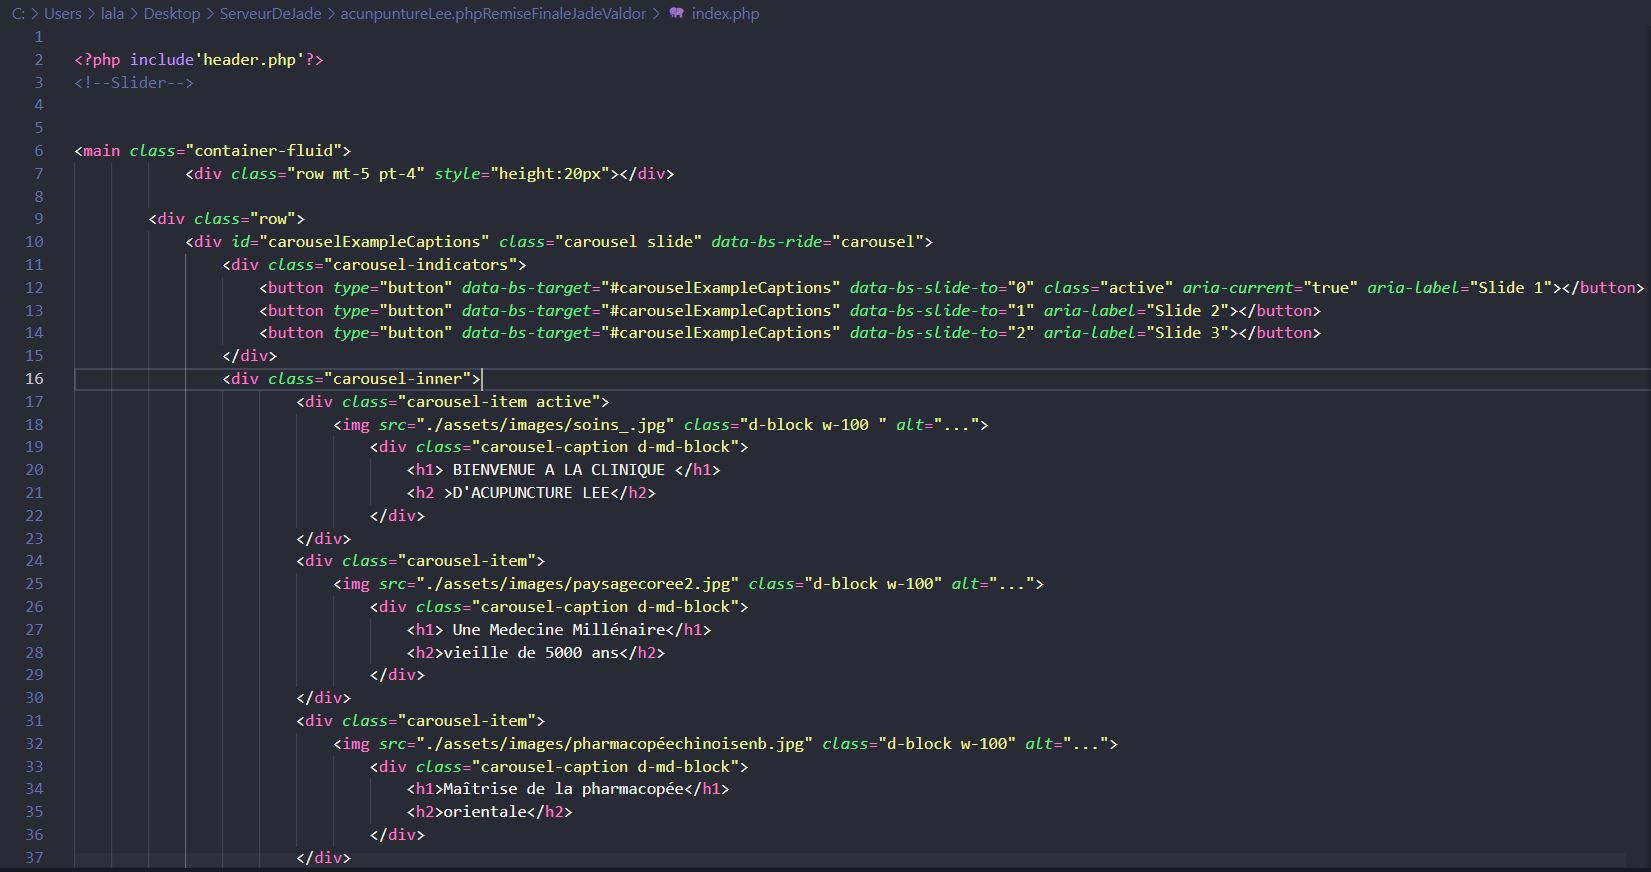 C: > Users > lala > Desktop > ServeurDeJade > acunpuntureLee.phpRemiseFinaleJadeValdor > index.php
1
2 <?php include'header.php'?>
3 <!--Slider-->
4
5
6 <main class="container-fluid">
7 <div class="row mt-5 pt-4" style="height:20px"></div>
8
9 <div class="row">
10 <div id="carouselExampleCaptions" class="carousel slide" data-bs-ride="carousel">
11 <div class="carousel-indicators">
12 <button type="button" data-bs-target="#carouselExampleCaptions" data-bs-slide-to="0" class="active" aria-current="true" aria-label="Slide 1"></button>
13 <button type="button" data-bs-target="#carouselExampleCaptions" data-bs-slide-to="1" aria-label="Slide 2"></button>
14 <button type="button" data-bs-target="#carouselExampleCaptions" data-bs-slide-to="2" aria-label="Slide 3"></button>
15 </div>
16 <div class="carousel-inner">
17 <div class="carousel-item active">
18 <img src="./assets/images/soins_.jpg" class="d-block w-100 " alt="...">
19 <div class="carousel-caption d-md-block">
20 <h1> BIENVENUE A LA CLINIQUE </h1>
21 <h2 >D'ACUPUNCTURE LEE</h2>
22 </div>
23 </div>
24 <div class="carousel-item">
25 <img src="./assets/images/paysagecoree2.jpg" class="d-block w-100" alt="...">
26 <div class="carousel-caption d-md-block">
27 <h1> Une Medecine Millénaire</h1>
28 <h2>vieille de 5000 ans</h2>
29 </div>
30 </div>
31 <div class="carousel-item">
32 <img src="./assets/images/pharmacopéechinoisenb.jpg" class="d-block w-100" alt="...">
33 <div class="carousel-caption d-md-block">
34 <h1>Maîtrise de la pharmacopée</h1>
35 <h2>orientale</h2>
36 </div>
37 </div>